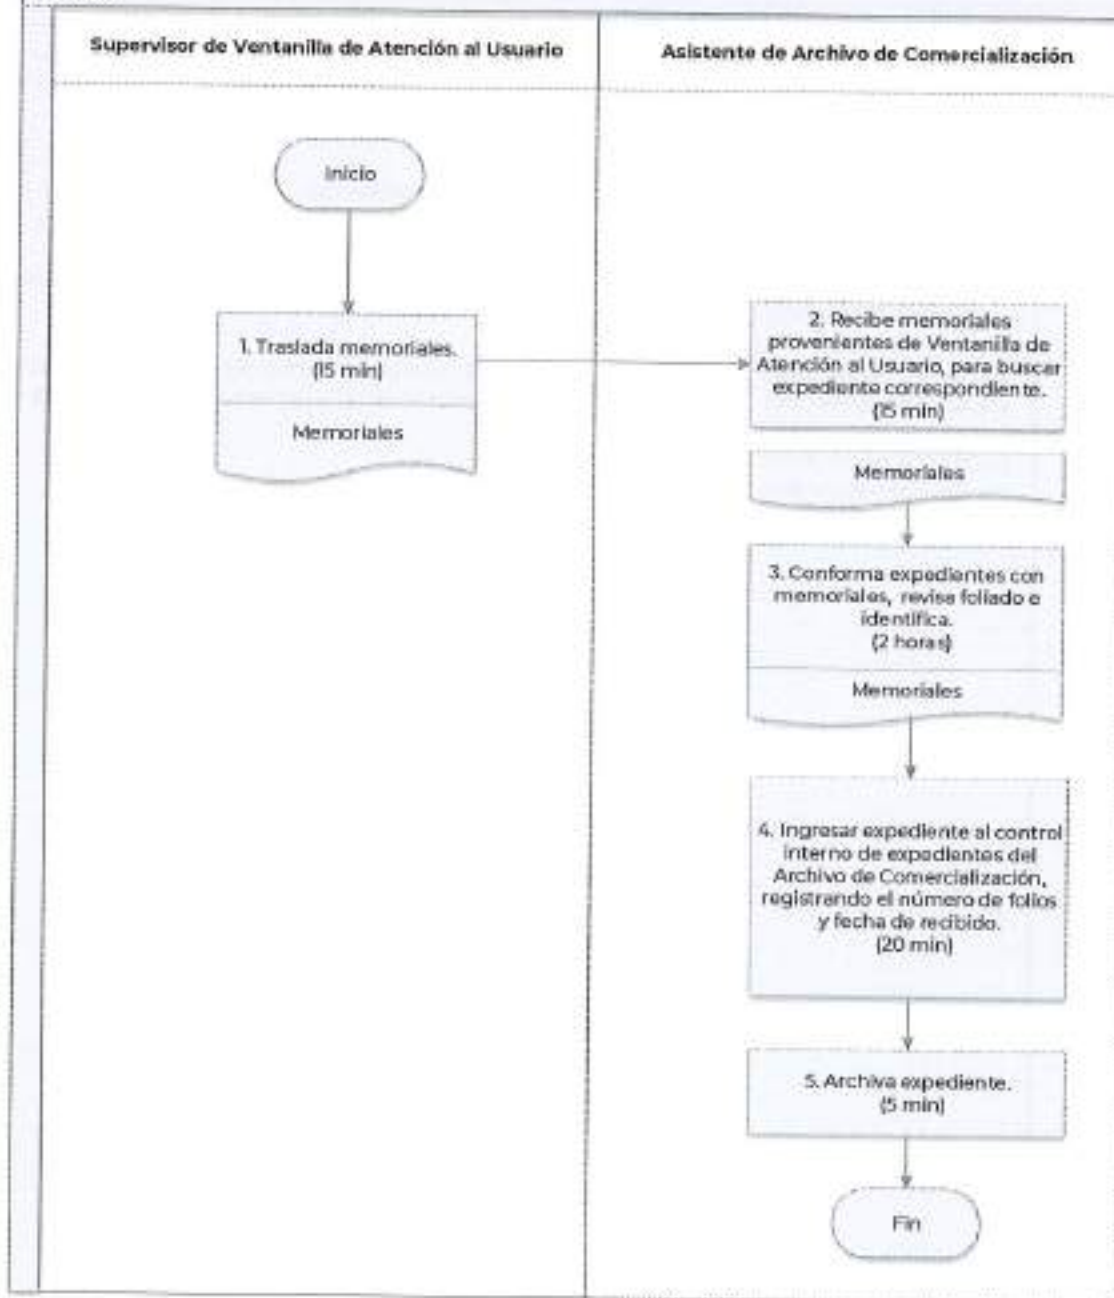 Supervisor de Ventanilla de Atención al Usuario
Asistente de Archivo de Comercialización
Inicio
1. Traslada memoriales.
(15 min)
Memoriales
2. Recibe memoriales
provenientes de Ventanilla de
Atención al Usuario, para buscar
expediente correspondiente.
(15 min)
Memoriales
3. Conforma expedientes con
memoriales, revisa foliado e
identifica.
(2 horas)
Memoriales
4. Ingresar expediente al control
interno de expedientes del
Archivo de Comercialización,
registrando el número de folios
y fecha de recibido.
(20 min)
5. Archiva expediente.
(5 min)
Fin